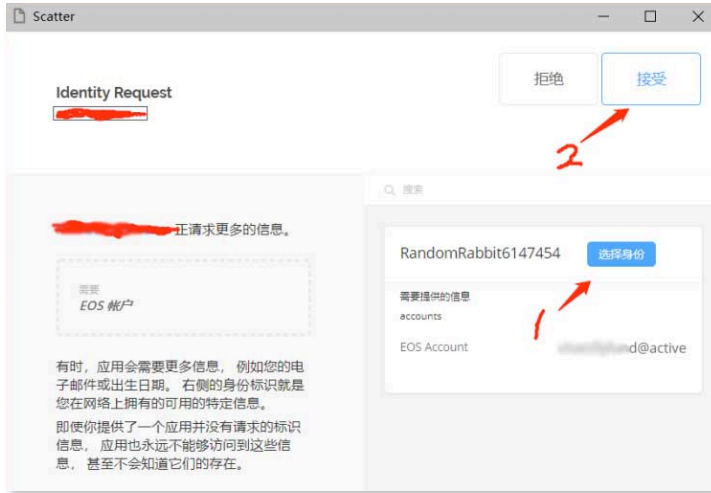 Scatter
Identity Request
拒绝
接受
2
搜索
正请求更多的信息。
RandomRabbit6147454
选择身份
需要
EOS 帐户
需要提供的信息
accounts
1
EOS Account
d@active
有时，应用会需要更多信息， 例如您的电
子邮件或出生日期。 右侧的身份标识就是
您在网络上拥有的可用的特定信息。
即使你提供了一个应用并没有请求的标识
信息， 应用也永远不能够访问到这些信
息， 甚至不会知道它们的存在。